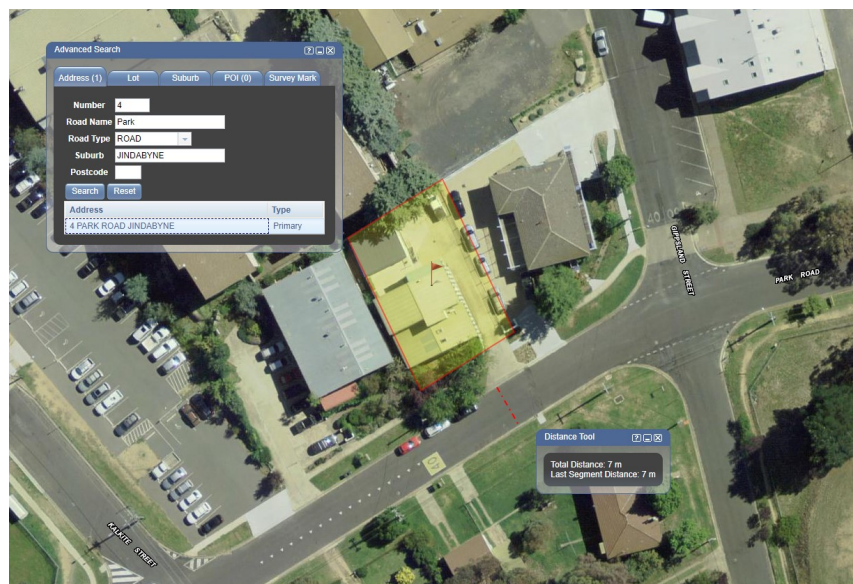 Advanced Search
Address (1) Lot Suburb POI (0) Survey Mark
Number 4
Road Name Park
Road Type ROAD
Suburb JINDABYNE
Postcode
Search Reset
Address Type
4 PARK ROAD JINDABYNE Primary
40
GIPPSLAND STREET
PARK ROAD
Distance Tool
Total Distance: 7 m
Last Segment Distance: 7 m
KALKITE STREET